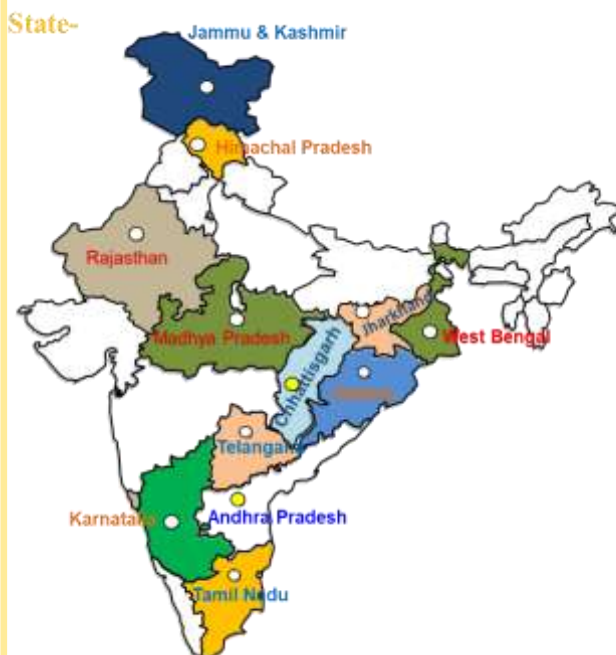 State-
Jammu & Kashmir
Himachal Pradesh
Rajasthan
Jharkhand
Madhya Pradesh
West Bengal
Chhattisgarh
Telangana
Karnataka
Andhra Pradesh
Tamil Nadu